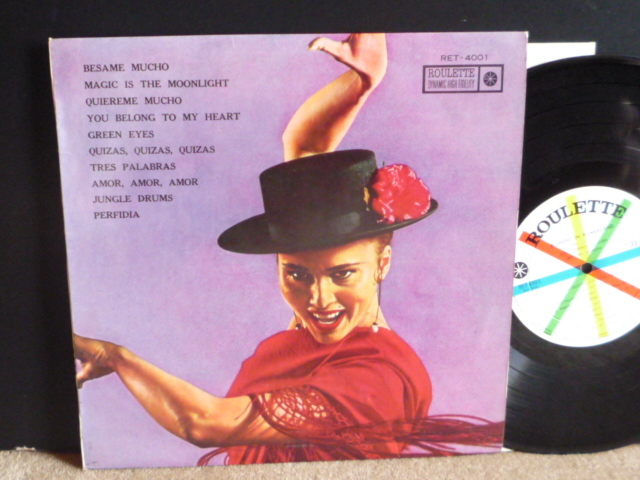 BESAME MUCHO
MAGIC IS THE MOONLIGHT
QUIEREME MUCHO
YOU BELONG TO MY HEART
GREEN EYES
QUIZAS, QUIZAS, QUIZAS
TRES PALABRAS
AMOR, AMOR, AMOR
JUNGLE DRUMS
PERFIDIA
RET-4001
ROULETTE
DYNAMIC HIGH FIDELITY
ROULETTE